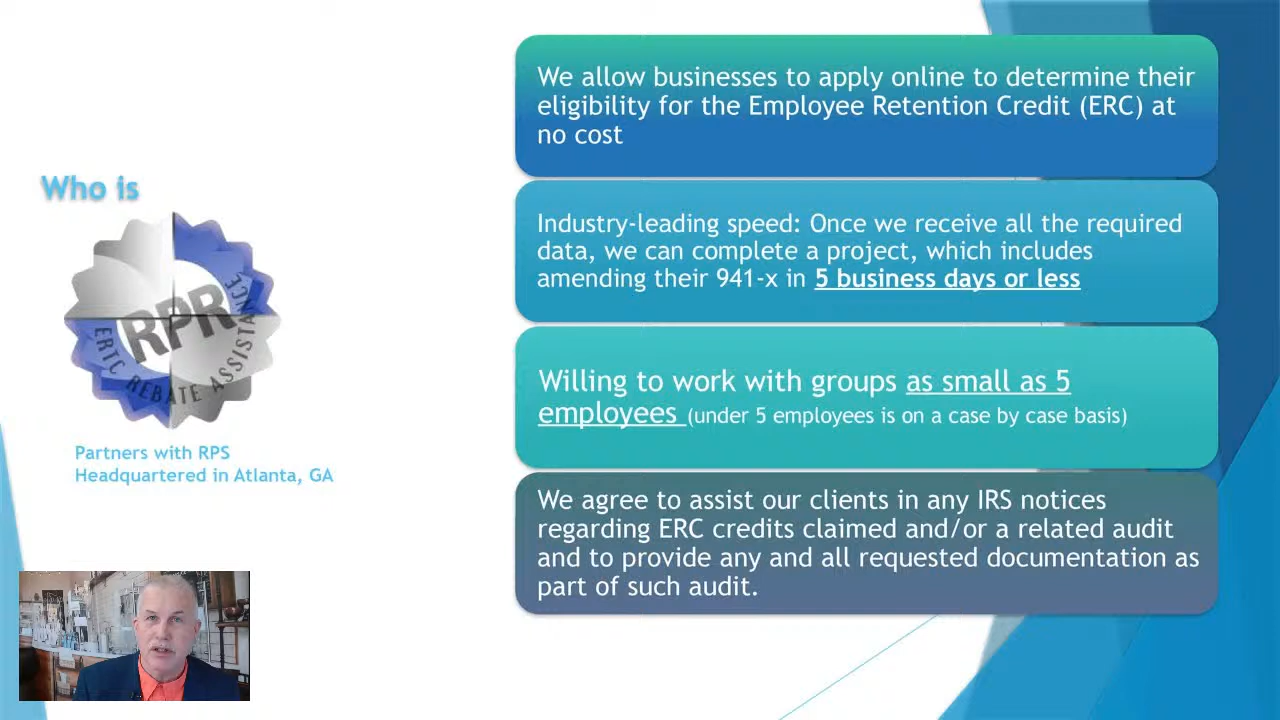 Who is
RPR
ERTC REBATE ASSISTANCE
Partners with RPS
Headquartered in Atlanta, GA
We allow businesses to apply online to determine their
eligibility for the Employee Retention Credit (ERC) at
no cost
Industry-leading speed: Once we receive all the required
data, we can complete a project, which includes
amending their 941-x in 5 business days or less
Willing to work with groups as small as 5
employees (under 5 employees is on a case by case basis)
We agree to assist our clients in any IRS notices
regarding ERC credits claimed and/or a related audit
and to provide any and all requested documentation as
part of such audit.